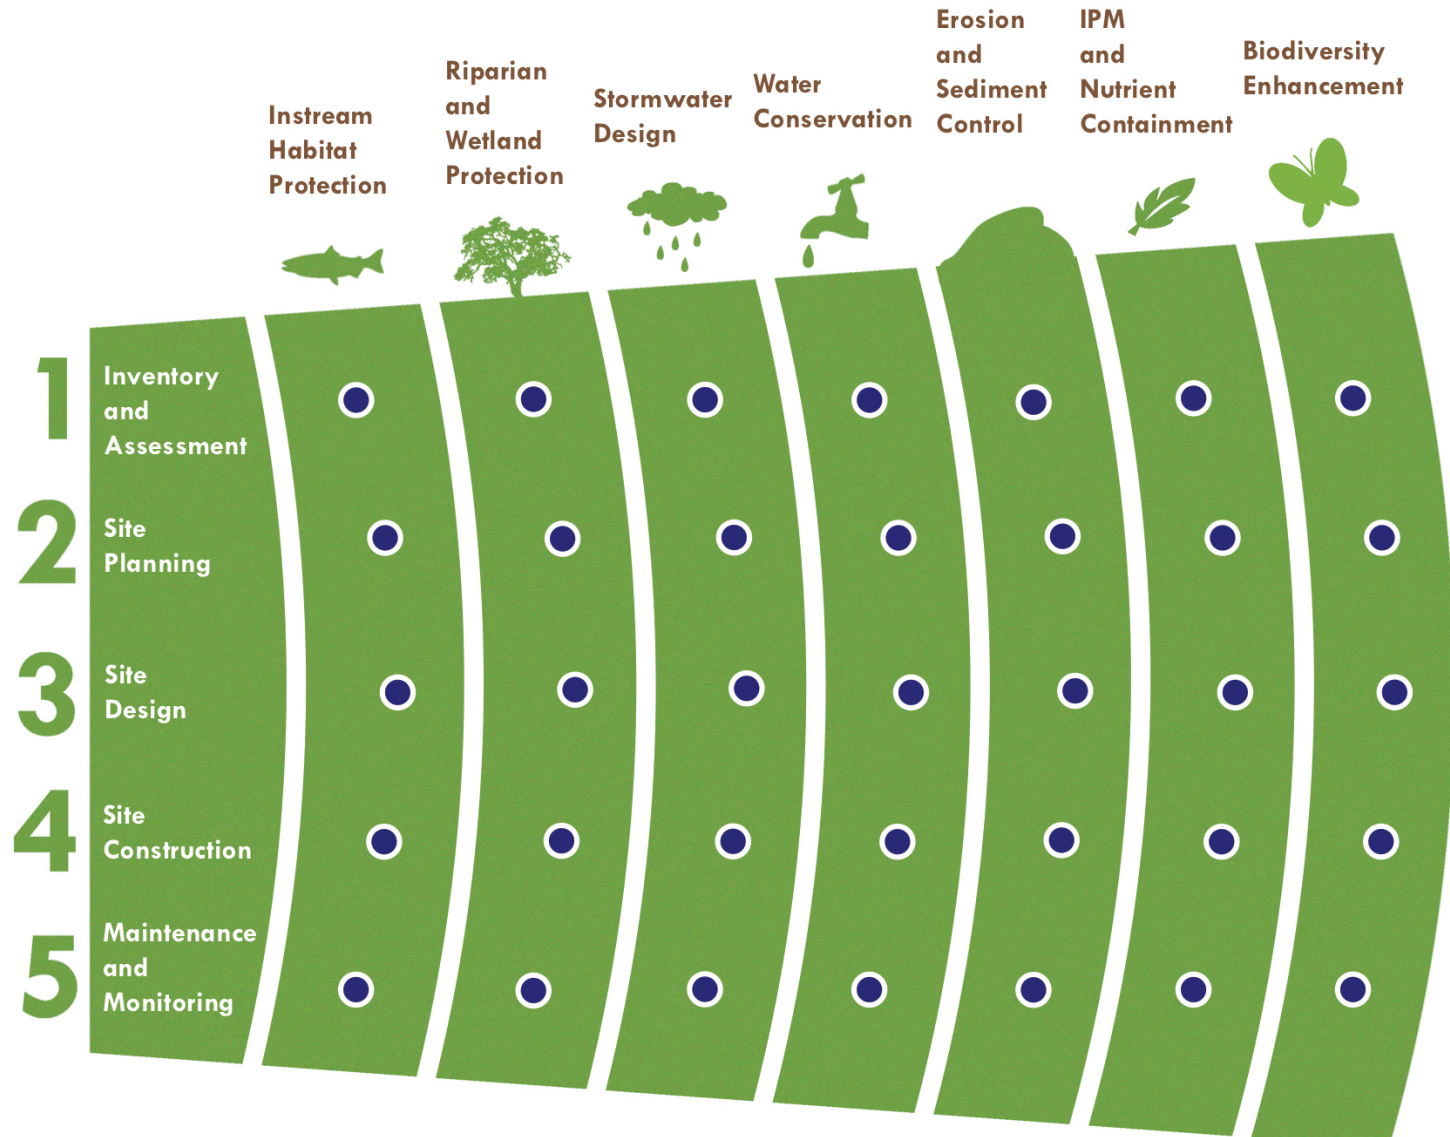 Instream
Habitat
Protection
Riparian
and
Wetland
Protection
Stormwater
Design
Water
Conservation
Erosion
and
Sediment
Control
IPM
and
Nutrient
Containment
Biodiversity
Enhancement
1
Inventory
and
Assessment
2
Site
Planning
3
Site
Design
4
Site
Construction
5
Maintenance
and
Monitoring